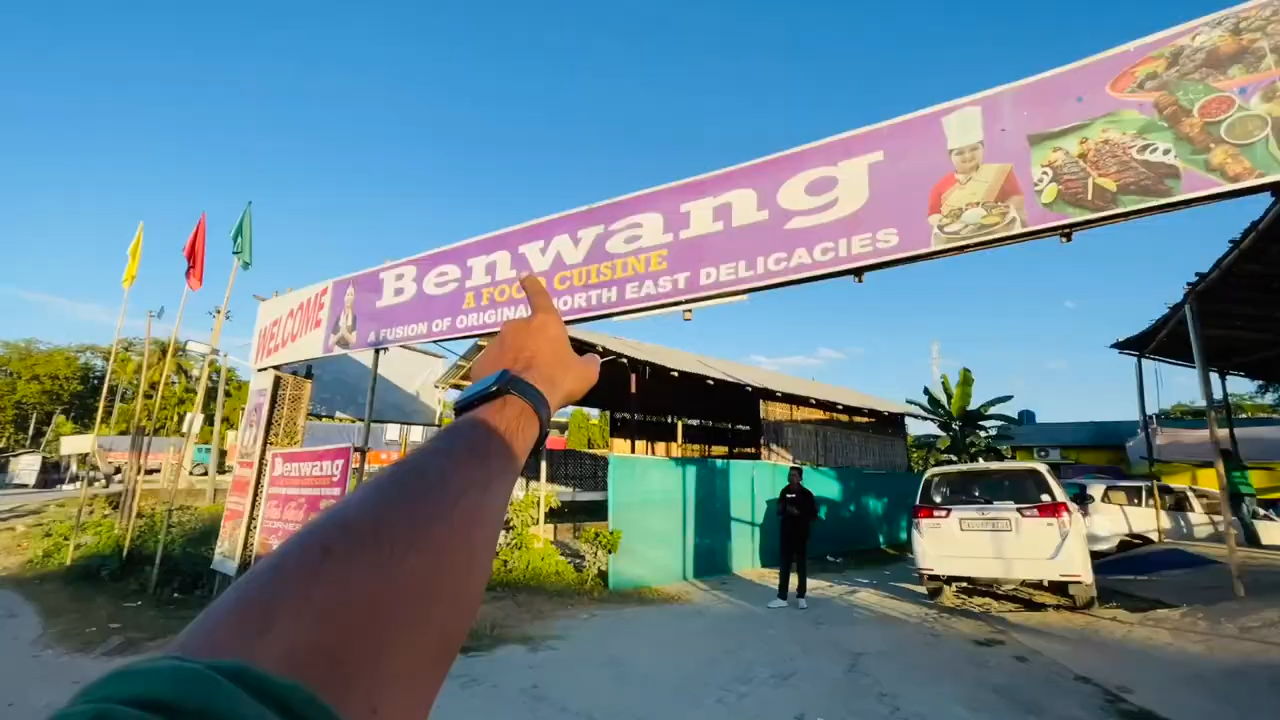 WELCOME
Benwang
A FOOD CUISINE
A FUSION OF ORIGINAL NORTH EAST DELICACIES
Benwang